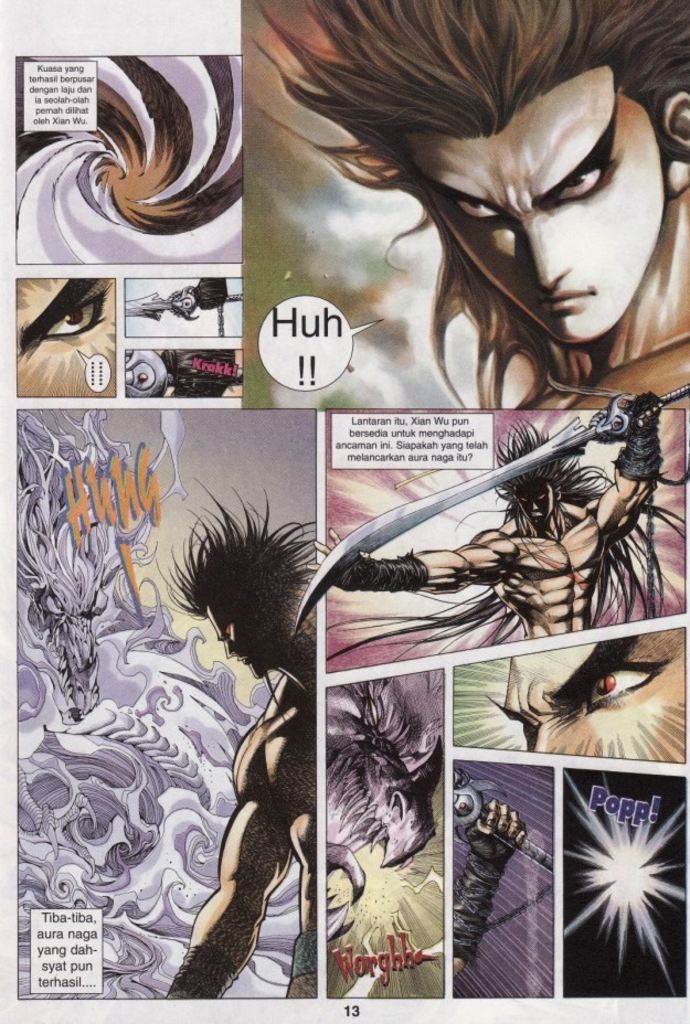 Kuasa yang
terhasil berpusar
dengan laju dan
ia seolah-olah
pernah dilihat
oleh Xian Wu.
Huh
!!
Krakk!
HUNG
!
Lantaran itu, Xian Wu pun
bersedia untuk menghadapi
ancaman ini. Siapakah yang telah
melancarkan aura naga itu?
Tiba-tiba,
aura naga
yang dah-
syat pun
terhasil....
Worghh
Popp!
13